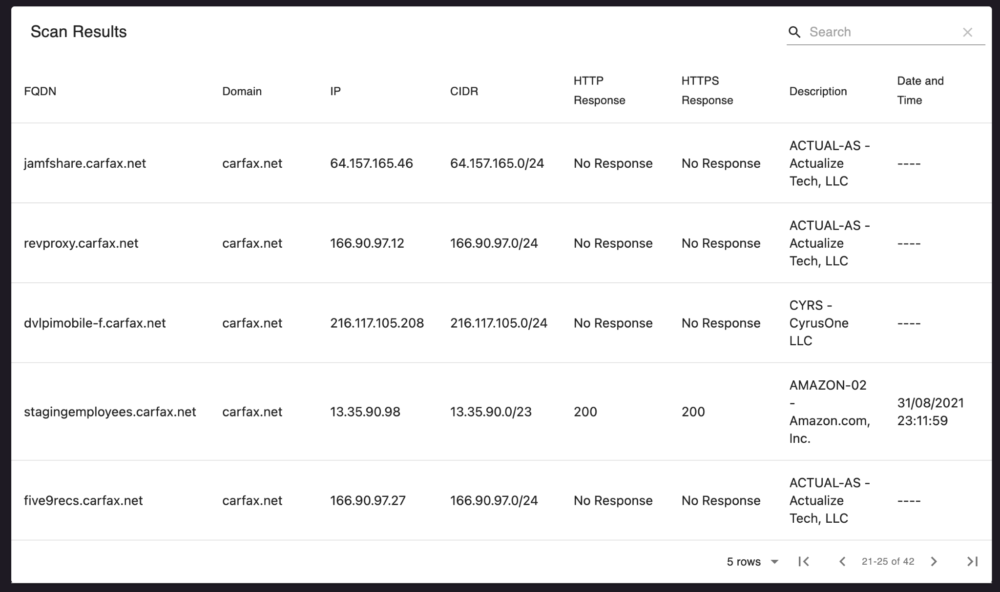 Scan Results
Search
FQDN Domain IP CIDR HTTP Response HTTPS Response Description Date and Time
jamfshare.carfax.net carfax.net 64.157.165.46 64.157.165.0/24 No Response No Response ACTUAL-AS - Actualize Tech, LLC ----
revproxy.carfax.net carfax.net 166.90.97.12 166.90.97.0/24 No Response No Response ACTUAL-AS - Actualize Tech, LLC ----
dvlpimobile-f.carfax.net carfax.net 216.117.105.208 216.117.105.0/24 No Response No Response CYRS - CyrusOne LLC ----
stagingemployees.carfax.net carfax.net 13.35.90.98 13.35.90.0/23 200 200 AMAZON-02 - Amazon.com, Inc. 31/08/2021 23:11:59
five9recs.carfax.net carfax.net 166.90.97.27 166.90.97.0/24 No Response No Response ACTUAL-AS - Actualize Tech, LLC ----
5 rows 21-25 of 42